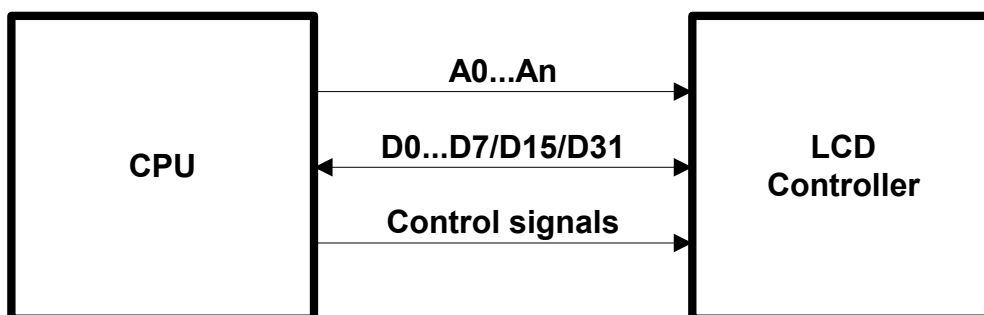 CPU
A0...An
D0...D7/D15/D31
Control signals
LCD
Controller